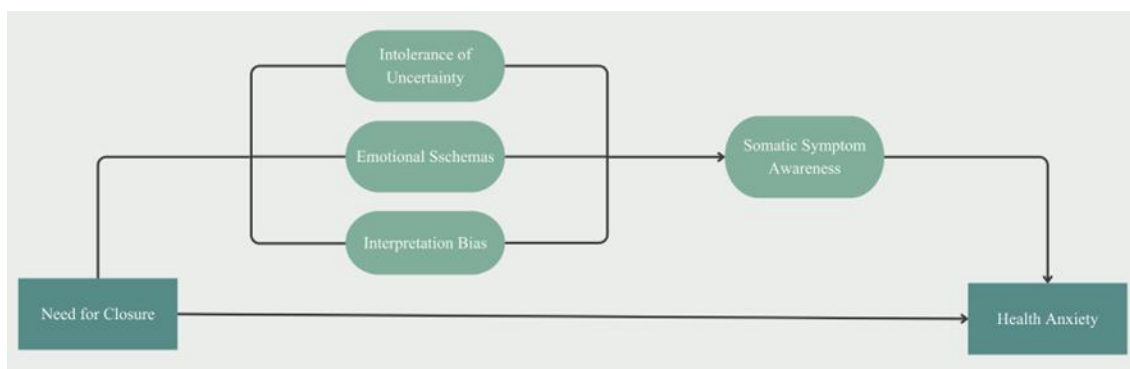 Intolerance of
Uncertainty
Emotional Sschemas
Interpretation Bias
Somatic Symptom
Awareness
Need for Closure
Health Anxiety